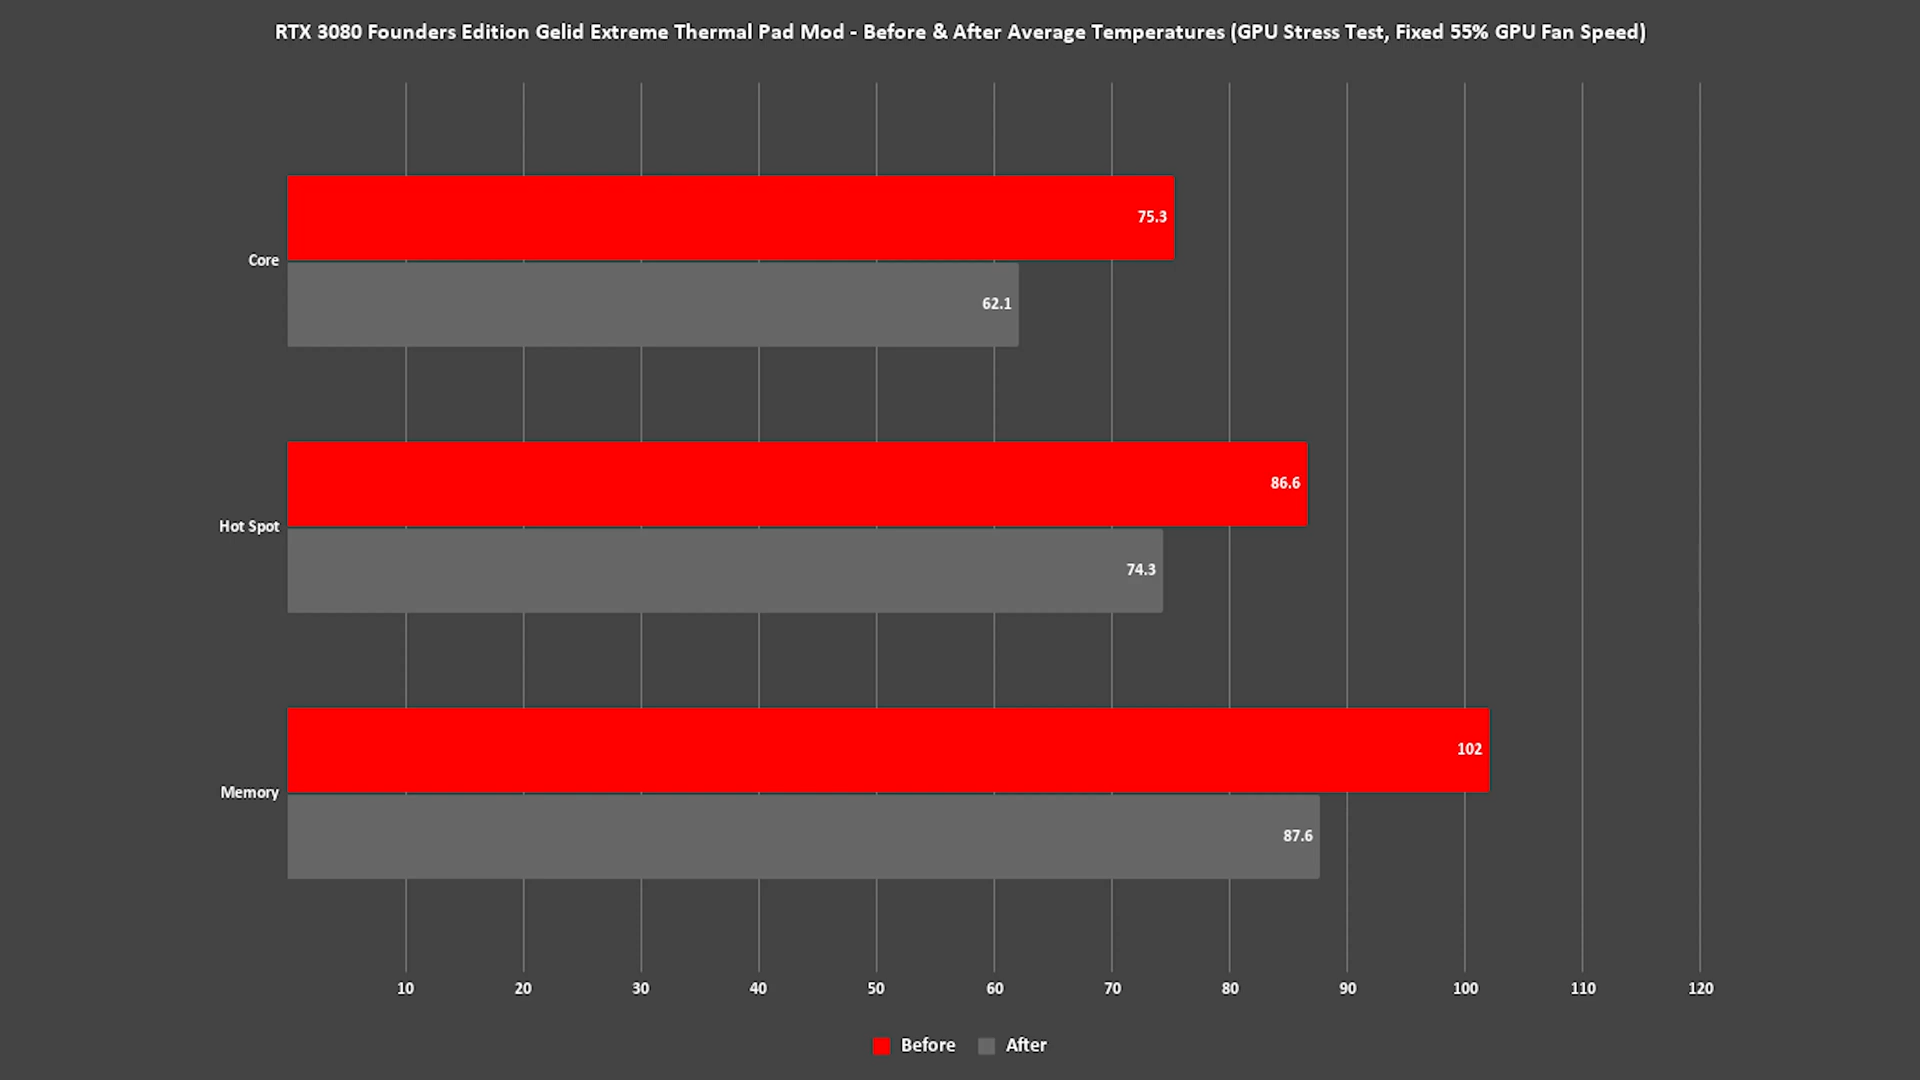 RTX 3080 Founders Edition Gelid Extreme Thermal Pad Mod - Before & After Average Temperatures (GPU Stress Test, Fixed 55% GPU Fan Speed)
75.3
Core
62.1
86.6
Hot Spot
74.3
102
Memory
87.6
10 20 30 40 50 60 70 80 90 100 110 120
Before After